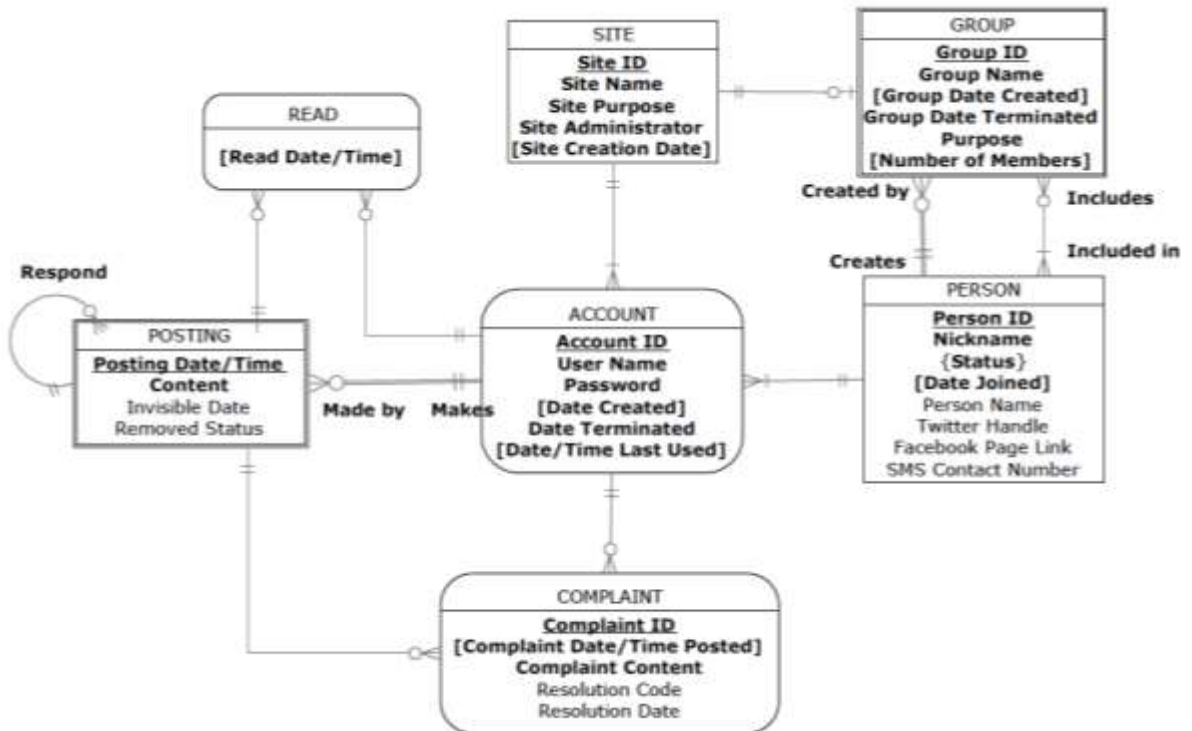 SITE
Site ID
Site Name
Site Purpose
Site Administrator
[Site Creation Date]
GROUP
Group ID
Group Name
[Group Date Created]
Group Date Terminated
Purpose
[Number of Members]
READ
[Read Date/Time]
Created by
Includes
Creates
Included in
Respond
POSTING
Posting Date/Time
Content
Invisible Date
Removed Status
Made by
Makes
ACCOUNT
Account ID
User Name
Password
[Date Created]
Date Terminated
[Date/Time Last Used]
PERSON
Person ID
Nickname
{Status}
[Date Joined]
Person Name
Twitter Handle
Facebook Page Link
SMS Contact Number
COMPLAINT
Complaint ID
[Complaint Date/Time Posted]
Complaint Content
Resolution Code
Resolution Date